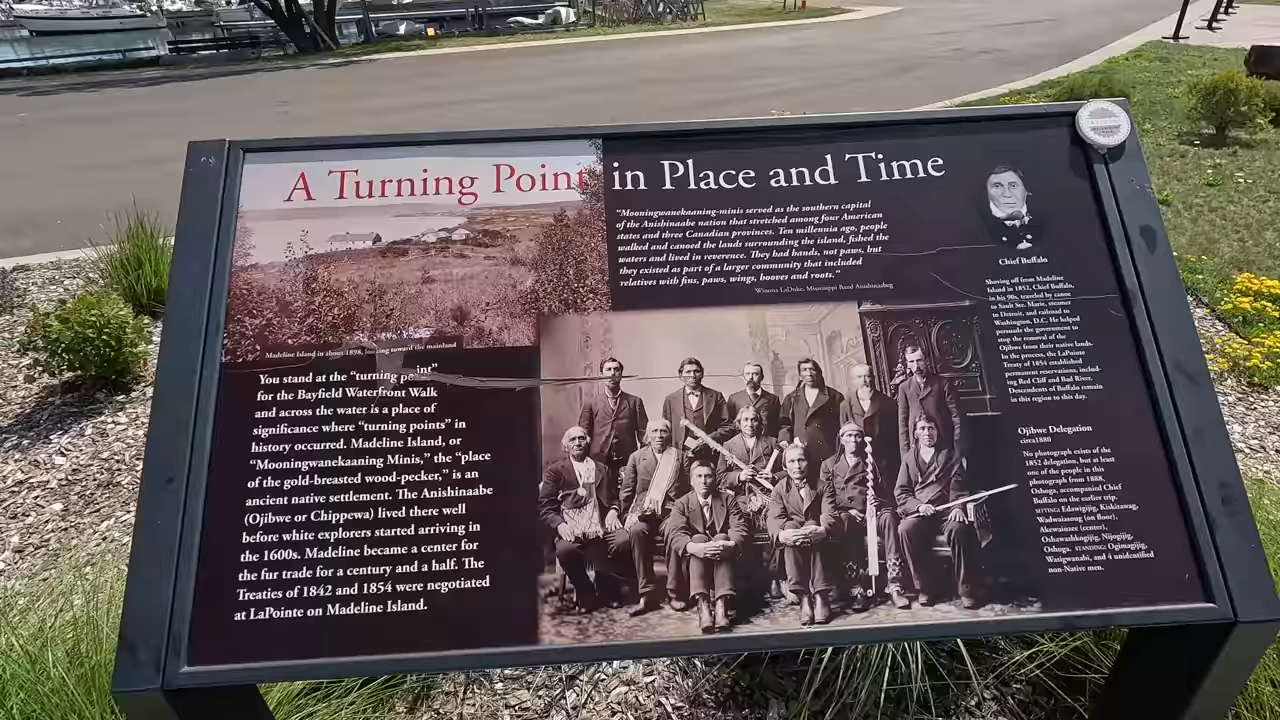 A Turning Point in Place and Time
"Mooningwanekaaning-minis served as the southern capital
of the Anishinaabe nation that stretched among four American
states and three Canadian provinces. Ten millennia ago, people
walked and canoed the lands surrounding the island, fished the
waters and lived in reverence. They had hands, not paws, but
they existed as part of a larger community that included
relatives with fins, paws, wings, hooves and roots."
Winona LaDuke, Mississippi Band Anishinaabeg
Madeline Island in about 1898, looking toward the mainland
You stand at the "turning point"
for the Bayfield Waterfront Walk
and across the water is a place of
significance where "turning points" in
history occurred. Madeline Island, or
"Mooningwanekaaning Minis," the "place
of the gold-breasted wood-pecker," is an
ancient native settlement. The Anishinaabe
(Ojibwe or Chippewa) lived there well
before white explorers started arriving in
the 1600s. Madeline became a center for
the fur trade for a century and a half. The
Treaties of 1842 and 1854 were negotiated
at LaPointe on Madeline Island.
Chief Buffalo
Shoving off from Madeline
Island in 1852, Chief Buffalo,
in his 90s, traveled by canoe
to Sault Ste. Marie, steamer
to Detroit, and railroad to
Washington, D.C. He helped
persuade the government to
stop the removal of the
Ojibwe from their native lands.
In the process, the LaPointe
Treaty of 1854 established
permanent reservations, includ-
ing Red Cliff and Bad River.
Descendents of Buffalo remain
in this region to this day.
Ojibwe Delegation
circa1880
No photograph exists of the
1852 delegation, but at least
one of the people in this
photograph from 1888,
Oshoga, accompanied Chief
Buffalo on the earlier trip.
SITTING: Edawigijig, Kiskitawag,
Wadwaiasoug (on floor),
Akewainzee (center),
Oshawashkogijig, Nijogijig,
Oshoga. STANDING: Ogimagijig,
Wasigwanabi, and 4 unidentified
non-Native men.